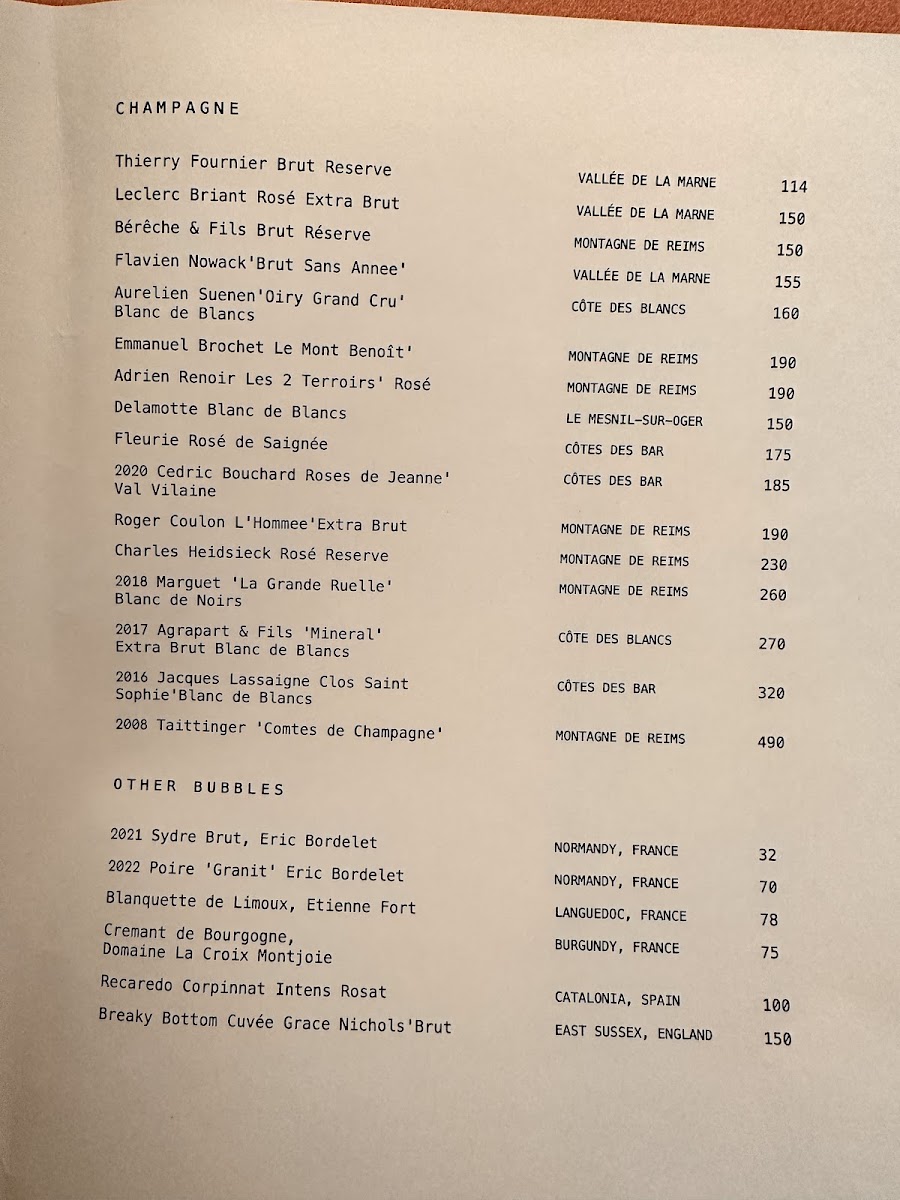 CHAMPAGNE
Thierry Fournier Brut Reserve VALLÉE DE LA MARNE 114
Leclerc Briant Rosé Extra Brut VALLÉE DE LA MARNE 150
Bérêche & Fils Brut Réserve MONTAGNE DE REIMS 150
Flavien Nowack'Brut Sans Annee' VALLÉE DE LA MARNE 155
Aurelien Suenen'Oiry Grand Cru' CÔTE DES BLANCS 160
Blanc de Blancs
Emmanuel Brochet Le Mont Benoît' MONTAGNE DE REIMS 190
Adrien Renoir Les 2 Terroirs' Rosé MONTAGNE DE REIMS 190
Delamotte Blanc de Blancs LE MESNIL-SUR-OGER 150
Fleurie Rosé de Saignée CÔTES DES BAR 175
2020 Cedric Bouchard Roses de Jeanne' CÔTES DES BAR 185
Val Vilaine
Roger Coulon L'Hommee'Extra Brut MONTAGNE DE REIMS 190
Charles Heidsieck Rosé Reserve MONTAGNE DE REIMS 230
2018 Marguet 'La Grande Ruelle' MONTAGNE DE REIMS 260
Blanc de Noirs
2017 Agrapart & Fils 'Mineral' CÔTE DES BLANCS 270
Extra Brut Blanc de Blancs
2016 Jacques Lassaigne Clos Saint CÔTES DES BAR 320
Sophie'Blanc de Blancs
2008 Taittinger 'Comtes de Champagne' MONTAGNE DE REIMS 490
OTHER BUBBLES
2021 Sydre Brut, Eric Bordelet NORMANDY, FRANCE 32
2022 Poire 'Granit' Eric Bordelet NORMANDY, FRANCE 70
Blanquette de Limoux, Etienne Fort LANGUEDOC, FRANCE 78
Cremant de Bourgogne, BURGUNDY, FRANCE 75
Domaine La Croix Montjoie
Recaredo Corpinnat Intens Rosat CATALONIA, SPAIN 100
Breaky Bottom Cuvée Grace Nichols'Brut EAST SUSSEX, ENGLAND 150